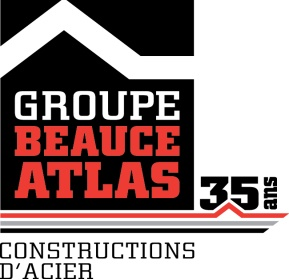 GROUPE
BEAUCE
ATLAS
35 ans
CONSTRUCTIONS
D'ACIER